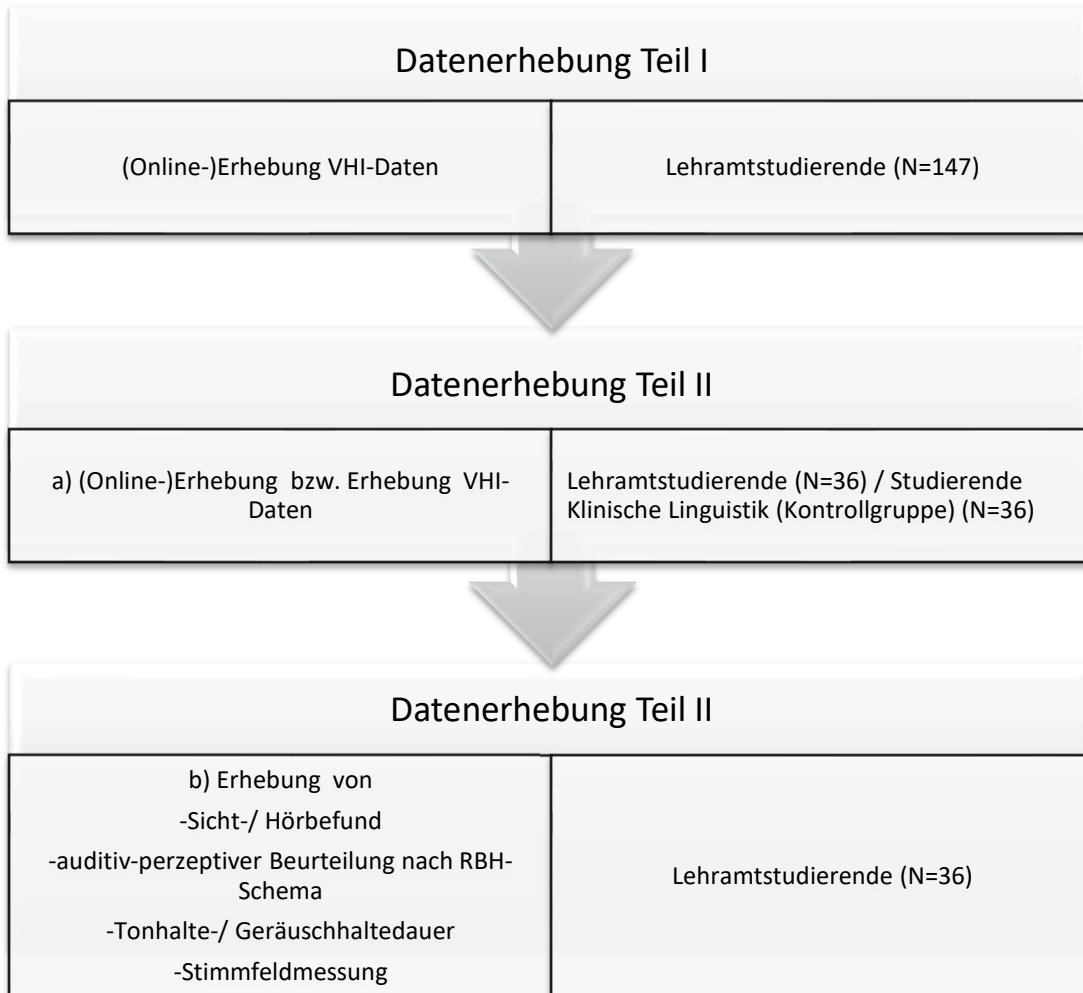 Datenerhebung Teil I
(Online-)Erhebung VHI-Daten
Lehramtstudierende (N=147)
Datenerhebung Teil II
a) (Online-)Erhebung bzw. Erhebung VHI-
Daten
Lehramtstudierende (N=36) / Studierende
Klinische Linguistik (Kontrollgruppe) (N=36)
Datenerhebung Teil II
b) Erhebung von
-Sicht-/ Hörbefund
-auditiv-perzeptiver Beurteilung nach RBH-
Schema
-Tonhalte-/ Geräuschhaltedauer
-Stimmfeldmessung
Lehramtstudierende (N=36)